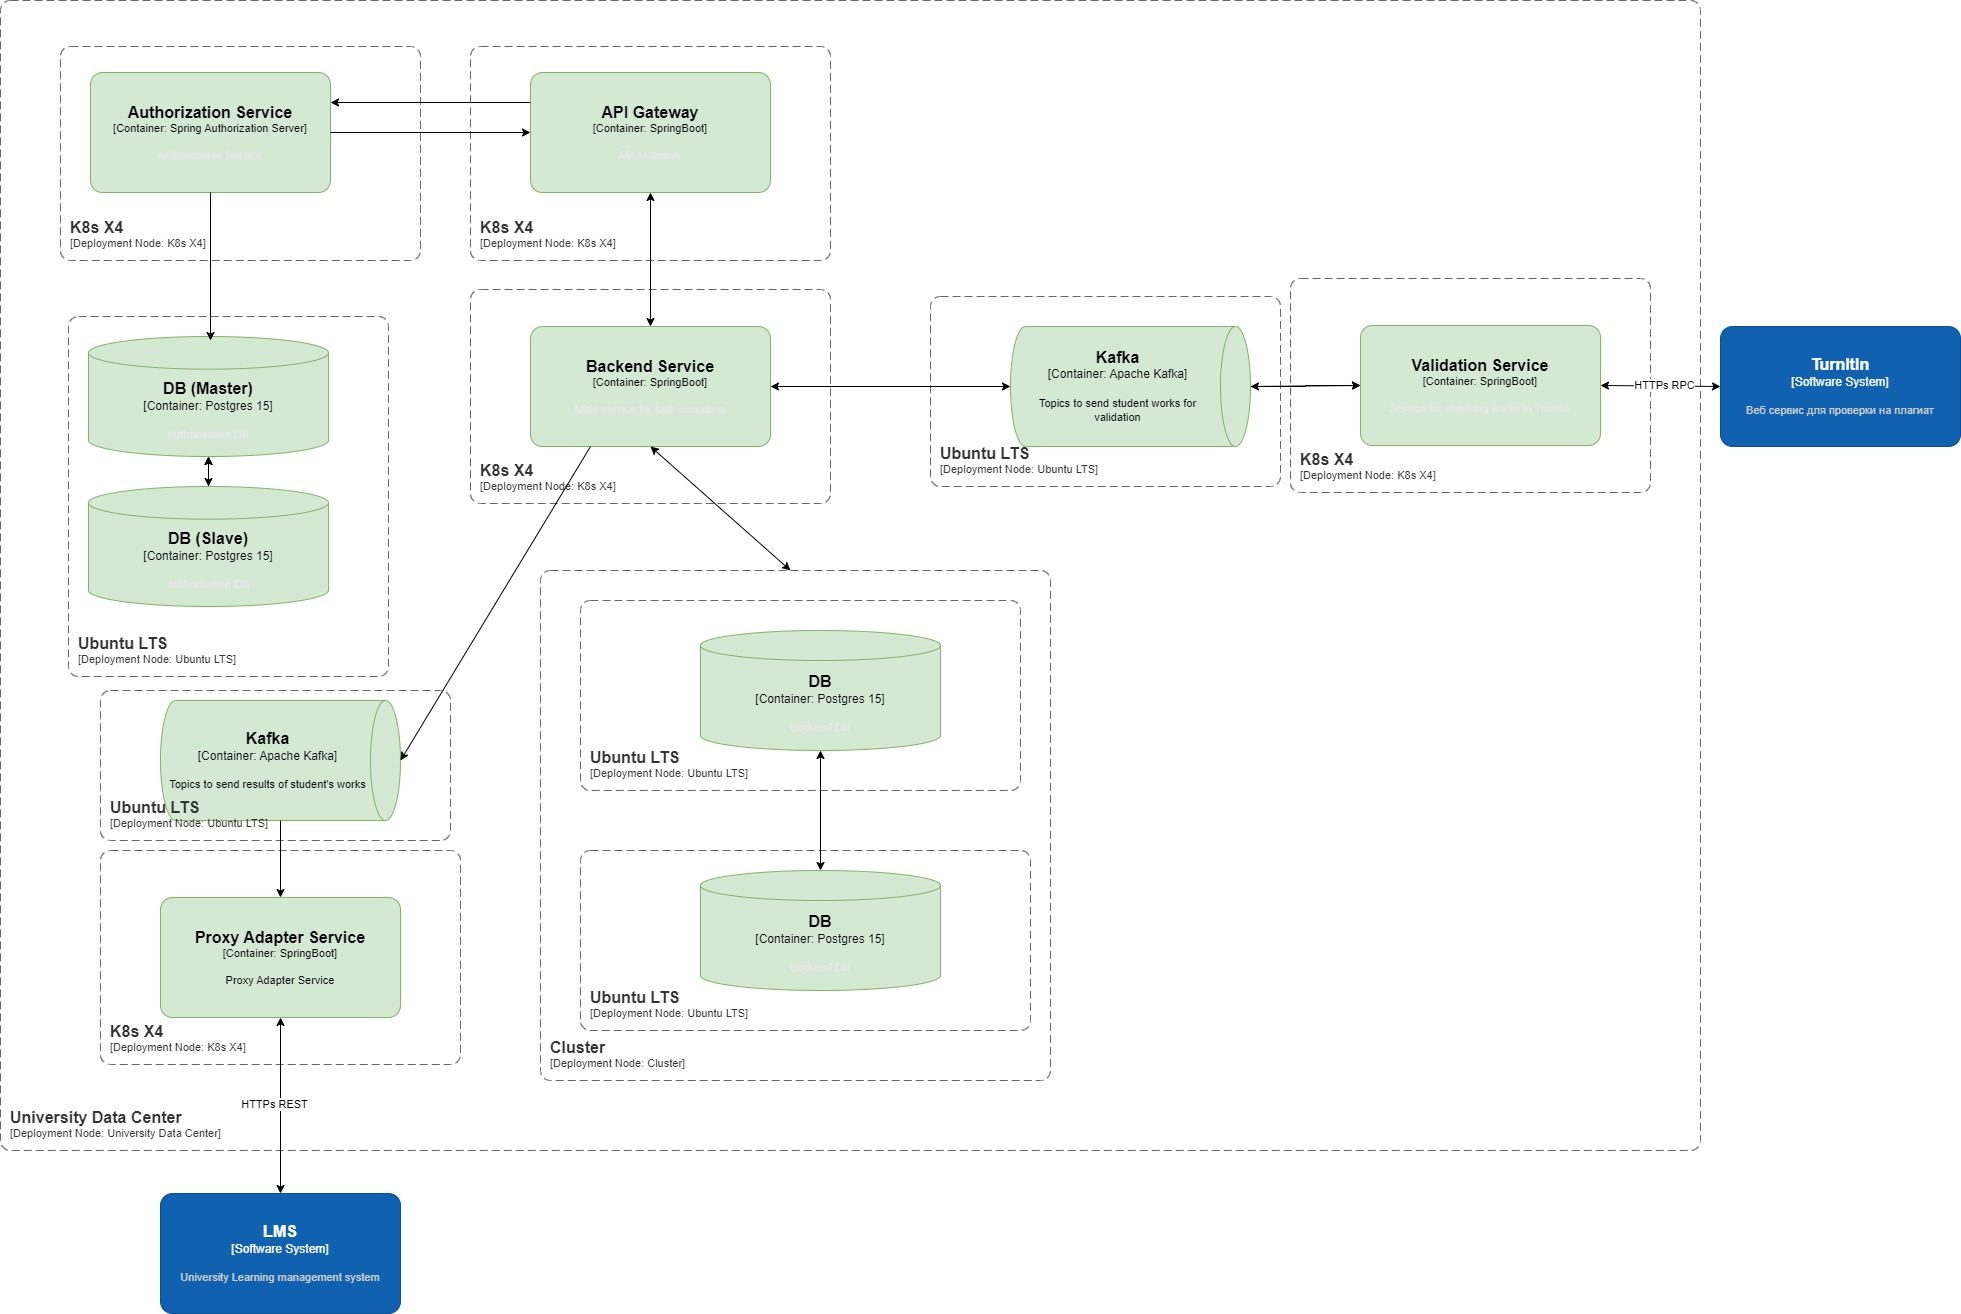 Authorization Service
[Container: Spring Authorization Server]
Authorization Service
K8s X4
[Deployment Node: K8s X4]
API Gateway
[Container: SpringBoot]
API Gateway
K8s X4
[Deployment Node: K8s X4]
DB (Master)
[Container: Postgres 15]
Authorization DB
DB (Slave)
[Container: Postgres 15]
Authorization DB
Ubuntu LTS
[Deployment Node: Ubuntu LTS]
Backend Service
[Container: SpringBoot]
Main service for task execution
K8s X4
[Deployment Node: K8s X4]
Kafka
[Container: Apache Kafka]
Topics to send student works for
validation
Ubuntu LTS
[Deployment Node: Ubuntu LTS]
Validation Service
[Container: SpringBoot]
Service for checking works in TurnItIn
K8s X4
[Deployment Node: K8s X4]
HTTPs RPC
TurnItIn
[Software System]
Веб сервис для проверки на плагиат
Kafka
[Container: Apache Kafka]
Topics to send results of student's works
Ubuntu LTS
[Deployment Node: Ubuntu LTS]
Proxy Adapter Service
[Container: SpringBoot]
Proxy Adapter Service
K8s X4
[Deployment Node: K8s X4]
DB
[Container: Postgres 15]
Backend DB
Ubuntu LTS
[Deployment Node: Ubuntu LTS]
DB
[Container: Postgres 15]
Backend DB
Ubuntu LTS
[Deployment Node: Ubuntu LTS]
Cluster
[Deployment Node: Cluster]
HTTPs REST
University Data Center
[Deployment Node: University Data Center]
LMS
[Software System]
University Learning management system